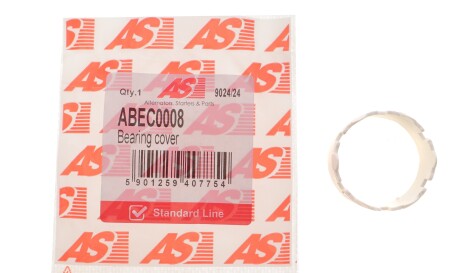 AS
Qty.1 9024/24
Alternators, Starters & Parts
ABEC0008
Bearing cover
5 901259 407754
Standard Line